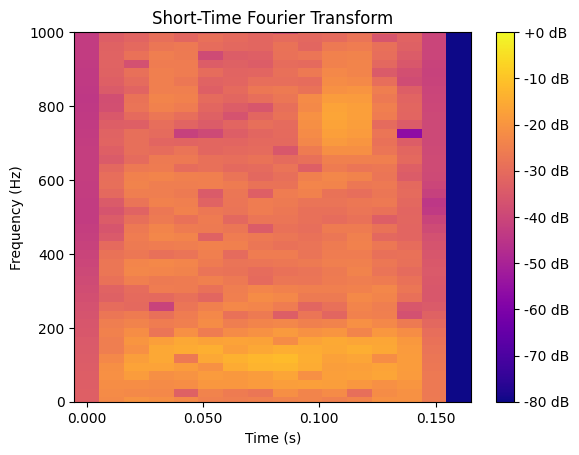 Short-Time Fourier Transform
1000
800
600
400
200
0
Frequency (Hz)
0.000
0.050
0.100
0.150
Time (s)
+0 dB
-10 dB
-20 dB
-30 dB
-40 dB
-50 dB
-60 dB
-70 dB
-80 dB